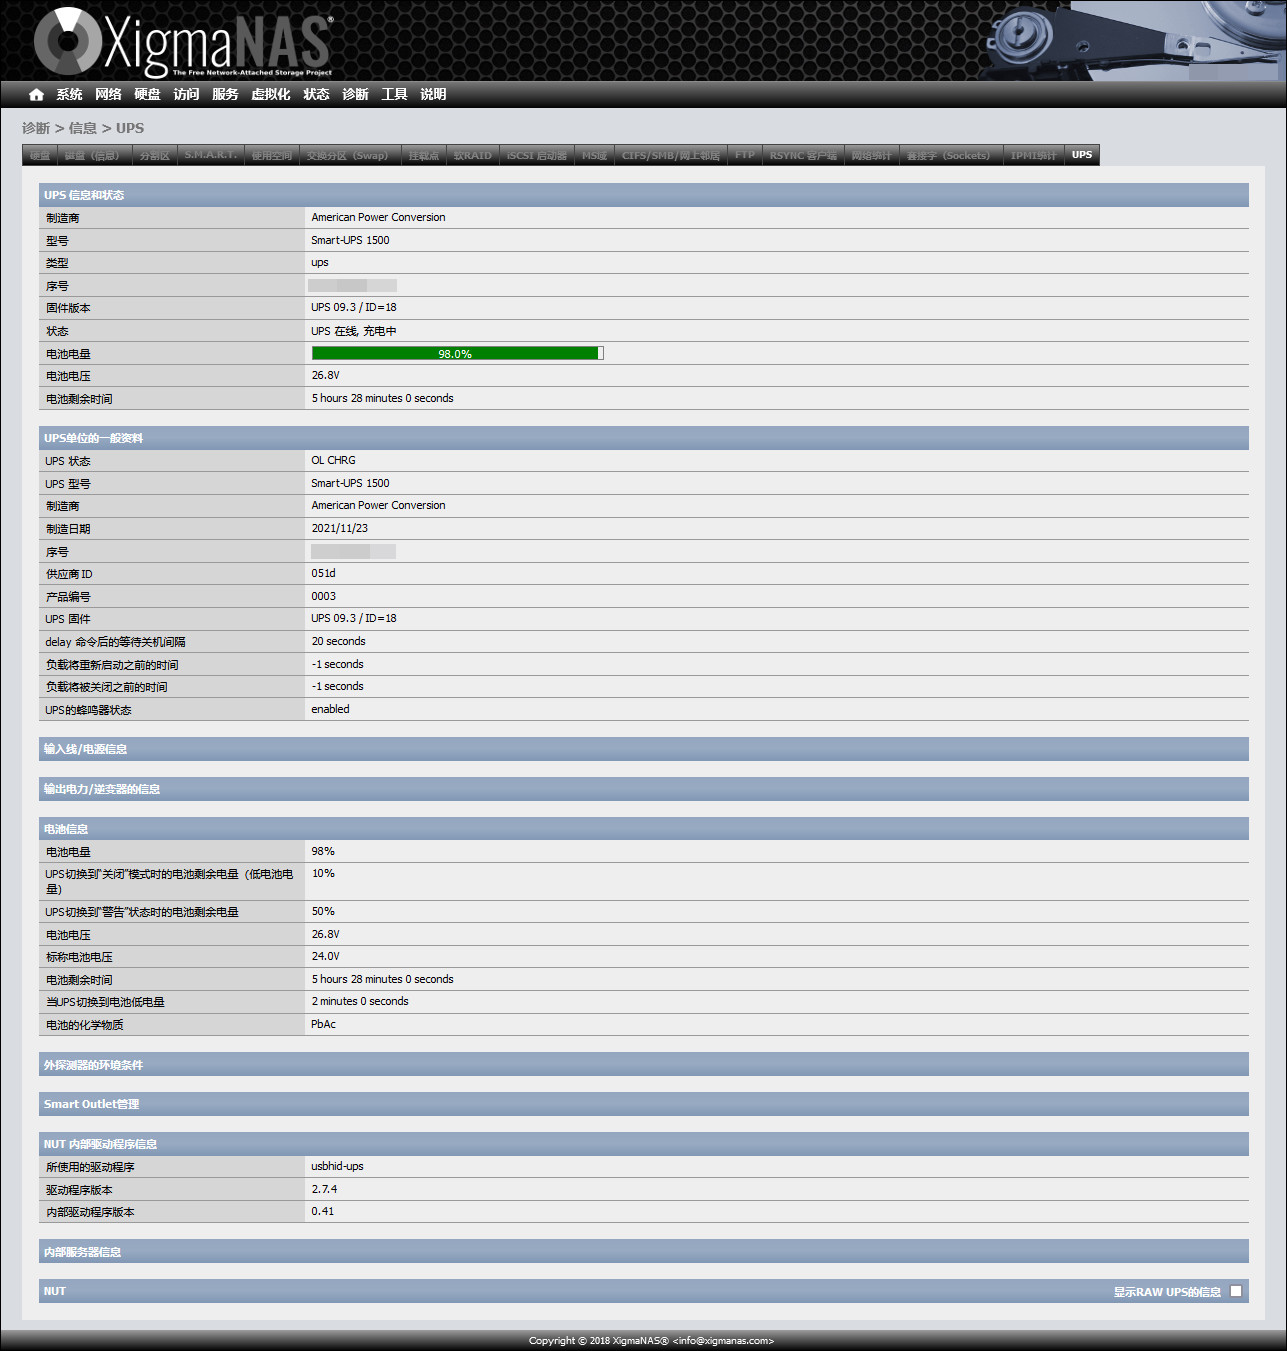 XigmaNAS®
The Free Network-Attached Storage Project
系统 网络 硬盘 访问 服务 虚拟化 状态 诊断 工具 说明
诊断 > 信息 > UPS
硬盘 磁盘（信息） 分割区 S.M.A.R.T. 使用空间 交换分区（Swap） 挂载点 软RAID iSCSI 启动器 MS域 CIFS/SMB/网上邻居 FTP RSYNC 客户端 网络统计 套接字（Sockets） IPMI统计 UPS
UPS 信息和状态
制造商 American Power Conversion
型号 Smart-UPS 1500
类型 ups
序号
固件版本 UPS 09.3 / ID=18
状态 UPS 在线, 充电中
电池电量 98.0%
电池电压 26.8V
电池剩余时间 5 hours 28 minutes 0 seconds
UPS单位的一般资料
UPS 状态 OL CHRG
UPS 型号 Smart-UPS 1500
制造商 American Power Conversion
制造日期 2021/11/23
序号
供应商 ID 051d
产品编号 0003
UPS 固件 UPS 09.3 / ID=18
delay 命令后的等待关机间隔 20 seconds
负载将重新启动之前的时间 -1 seconds
负载将被关闭之前的时间 -1 seconds
UPS的蜂鸣器状态 enabled
输入线/电源信息
输出电力/逆变器的信息
电池信息
电池电量 98%
UPS切换到“关闭”模式时的电池剩余电量（低电池电 10%
量）
UPS切换到“警告”状态时的电池剩余电量 50%
电池电压 26.8V
标称电池电压 24.0V
电池剩余时间 5 hours 28 minutes 0 seconds
当UPS切换到电池低电量 2 minutes 0 seconds
电池的化学物质 PbAc
外探测器的环境条件
Smart Outlet管理
NUT 内部驱动程序信息
所使用的驱动程序 usbhid-ups
驱动程序版本 2.7.4
内部驱动程序版本 0.41
内部服务器信息
NUT 显示RAW UPS的信息
Copyright © 2018 XigmaNAS® <info@xigmanas.com>